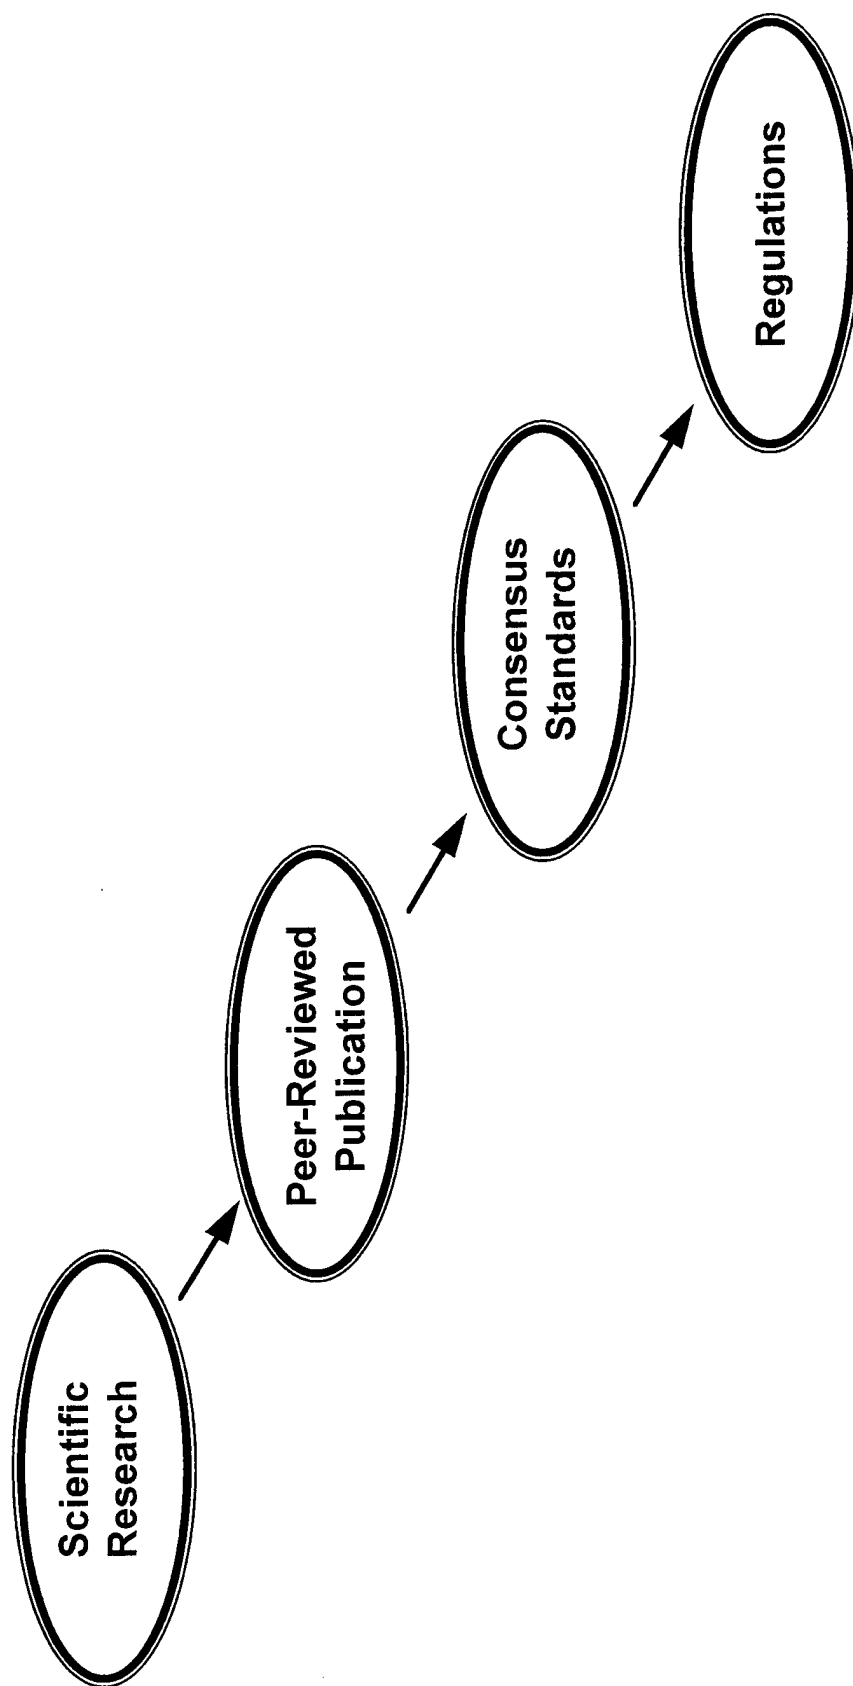 Scientific
Research
Peer-Reviewed
Publication
Consensus
Standards
Regulations